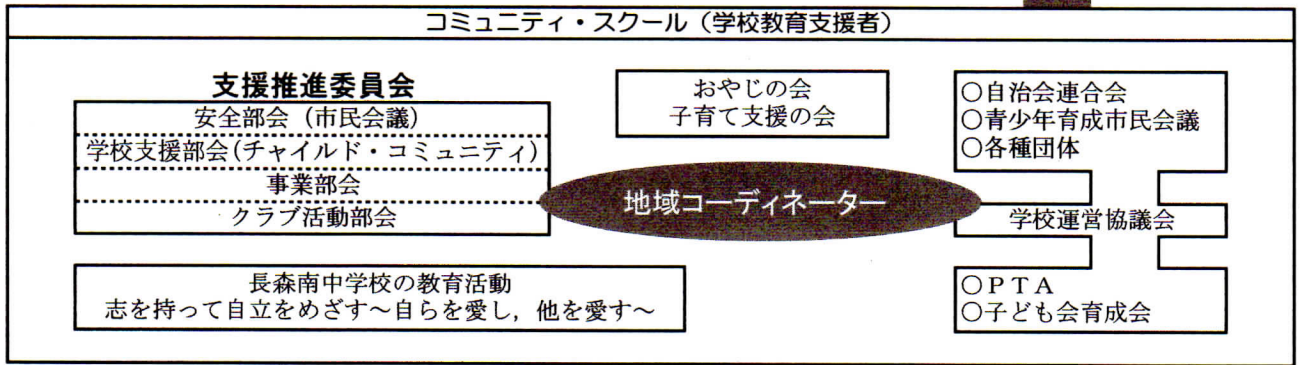 コミュニティ・スクール（学校教育支援者）
支援推進委員会
安全部会（市民会議）
学校支援部会（チャイルド・コミュニティ）
事業部会
クラブ活動部会
おやじの会
子育て支援の会
地域コーディネーター
○自治会連合会
○青少年育成市民会議
○各種団体
学校運営協議会
○ＰＴＡ
○子ども会育成会
長森南中学校の教育活動
志を持って自立をめざす～自らを愛し，他を愛す～